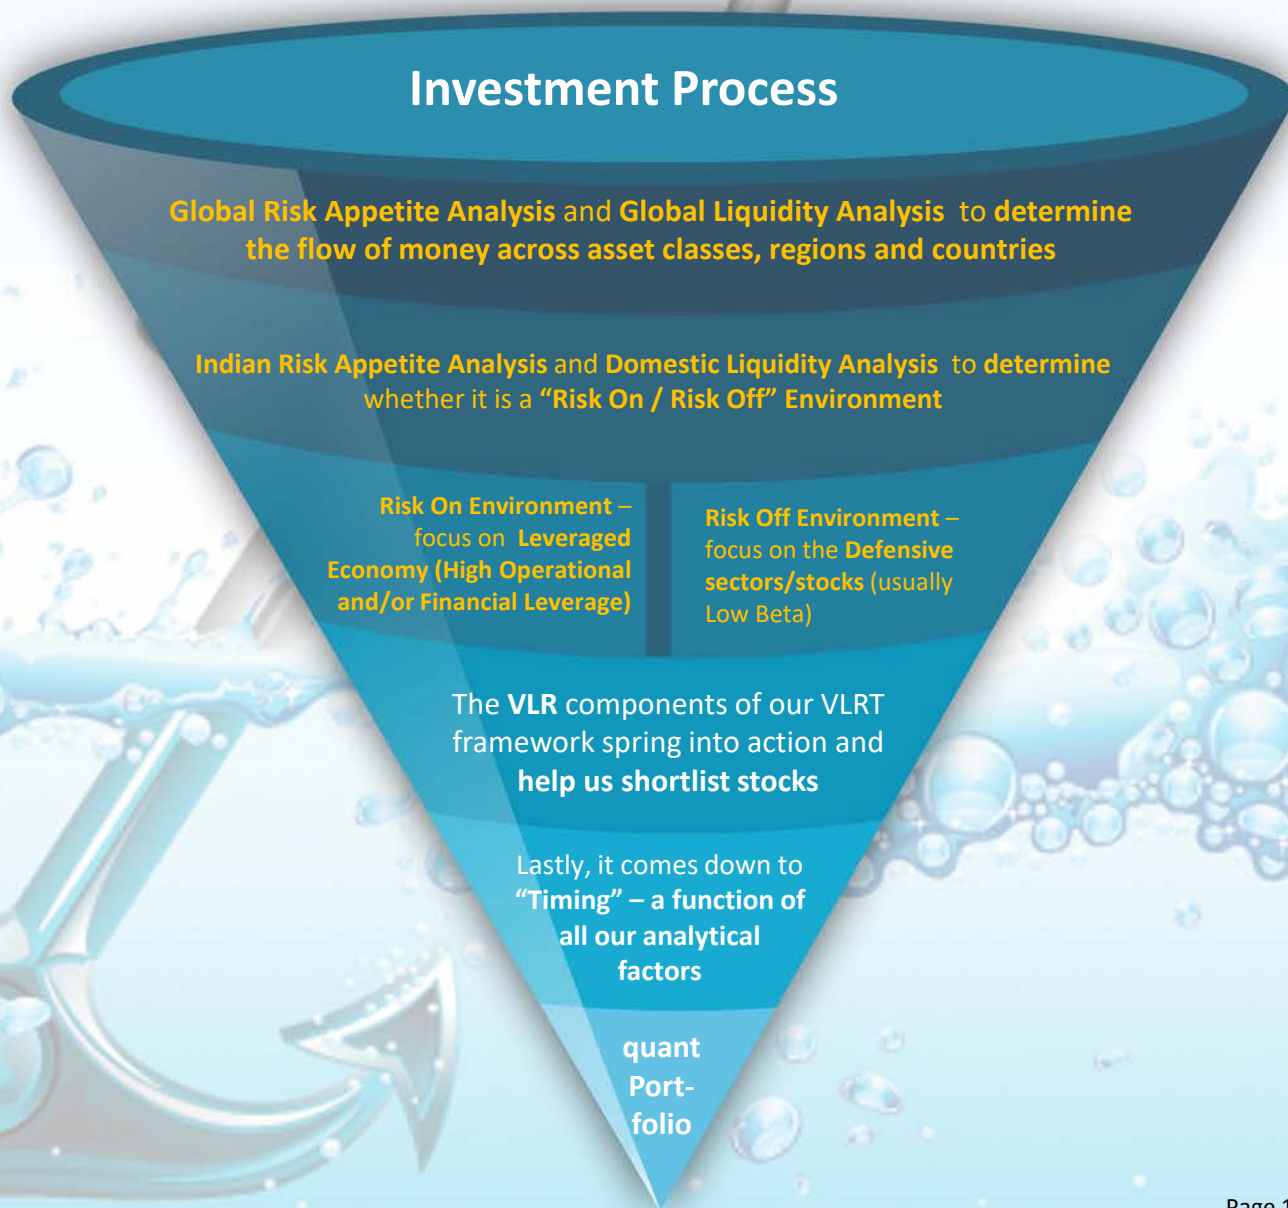 Investment Process
Global Risk Appetite Analysis and Global Liquidity Analysis to determine
the flow of money across asset classes, regions and countries
Indian Risk Appetite Analysis and Domestic Liquidity Analysis to determine
whether it is a “Risk On / Risk Off” Environment
Risk On Environment –
focus on Leveraged
Economy (High Operational
and/or Financial Leverage)
Risk Off Environment –
focus on the Defensive
sectors/stocks (usually
Low Beta)
The VLR components of our VLRT
framework spring into action and
help us shortlist stocks
Lastly, it comes down to
“Timing” – a function of
all our analytical
factors
quant
Port-
folio
Page 1